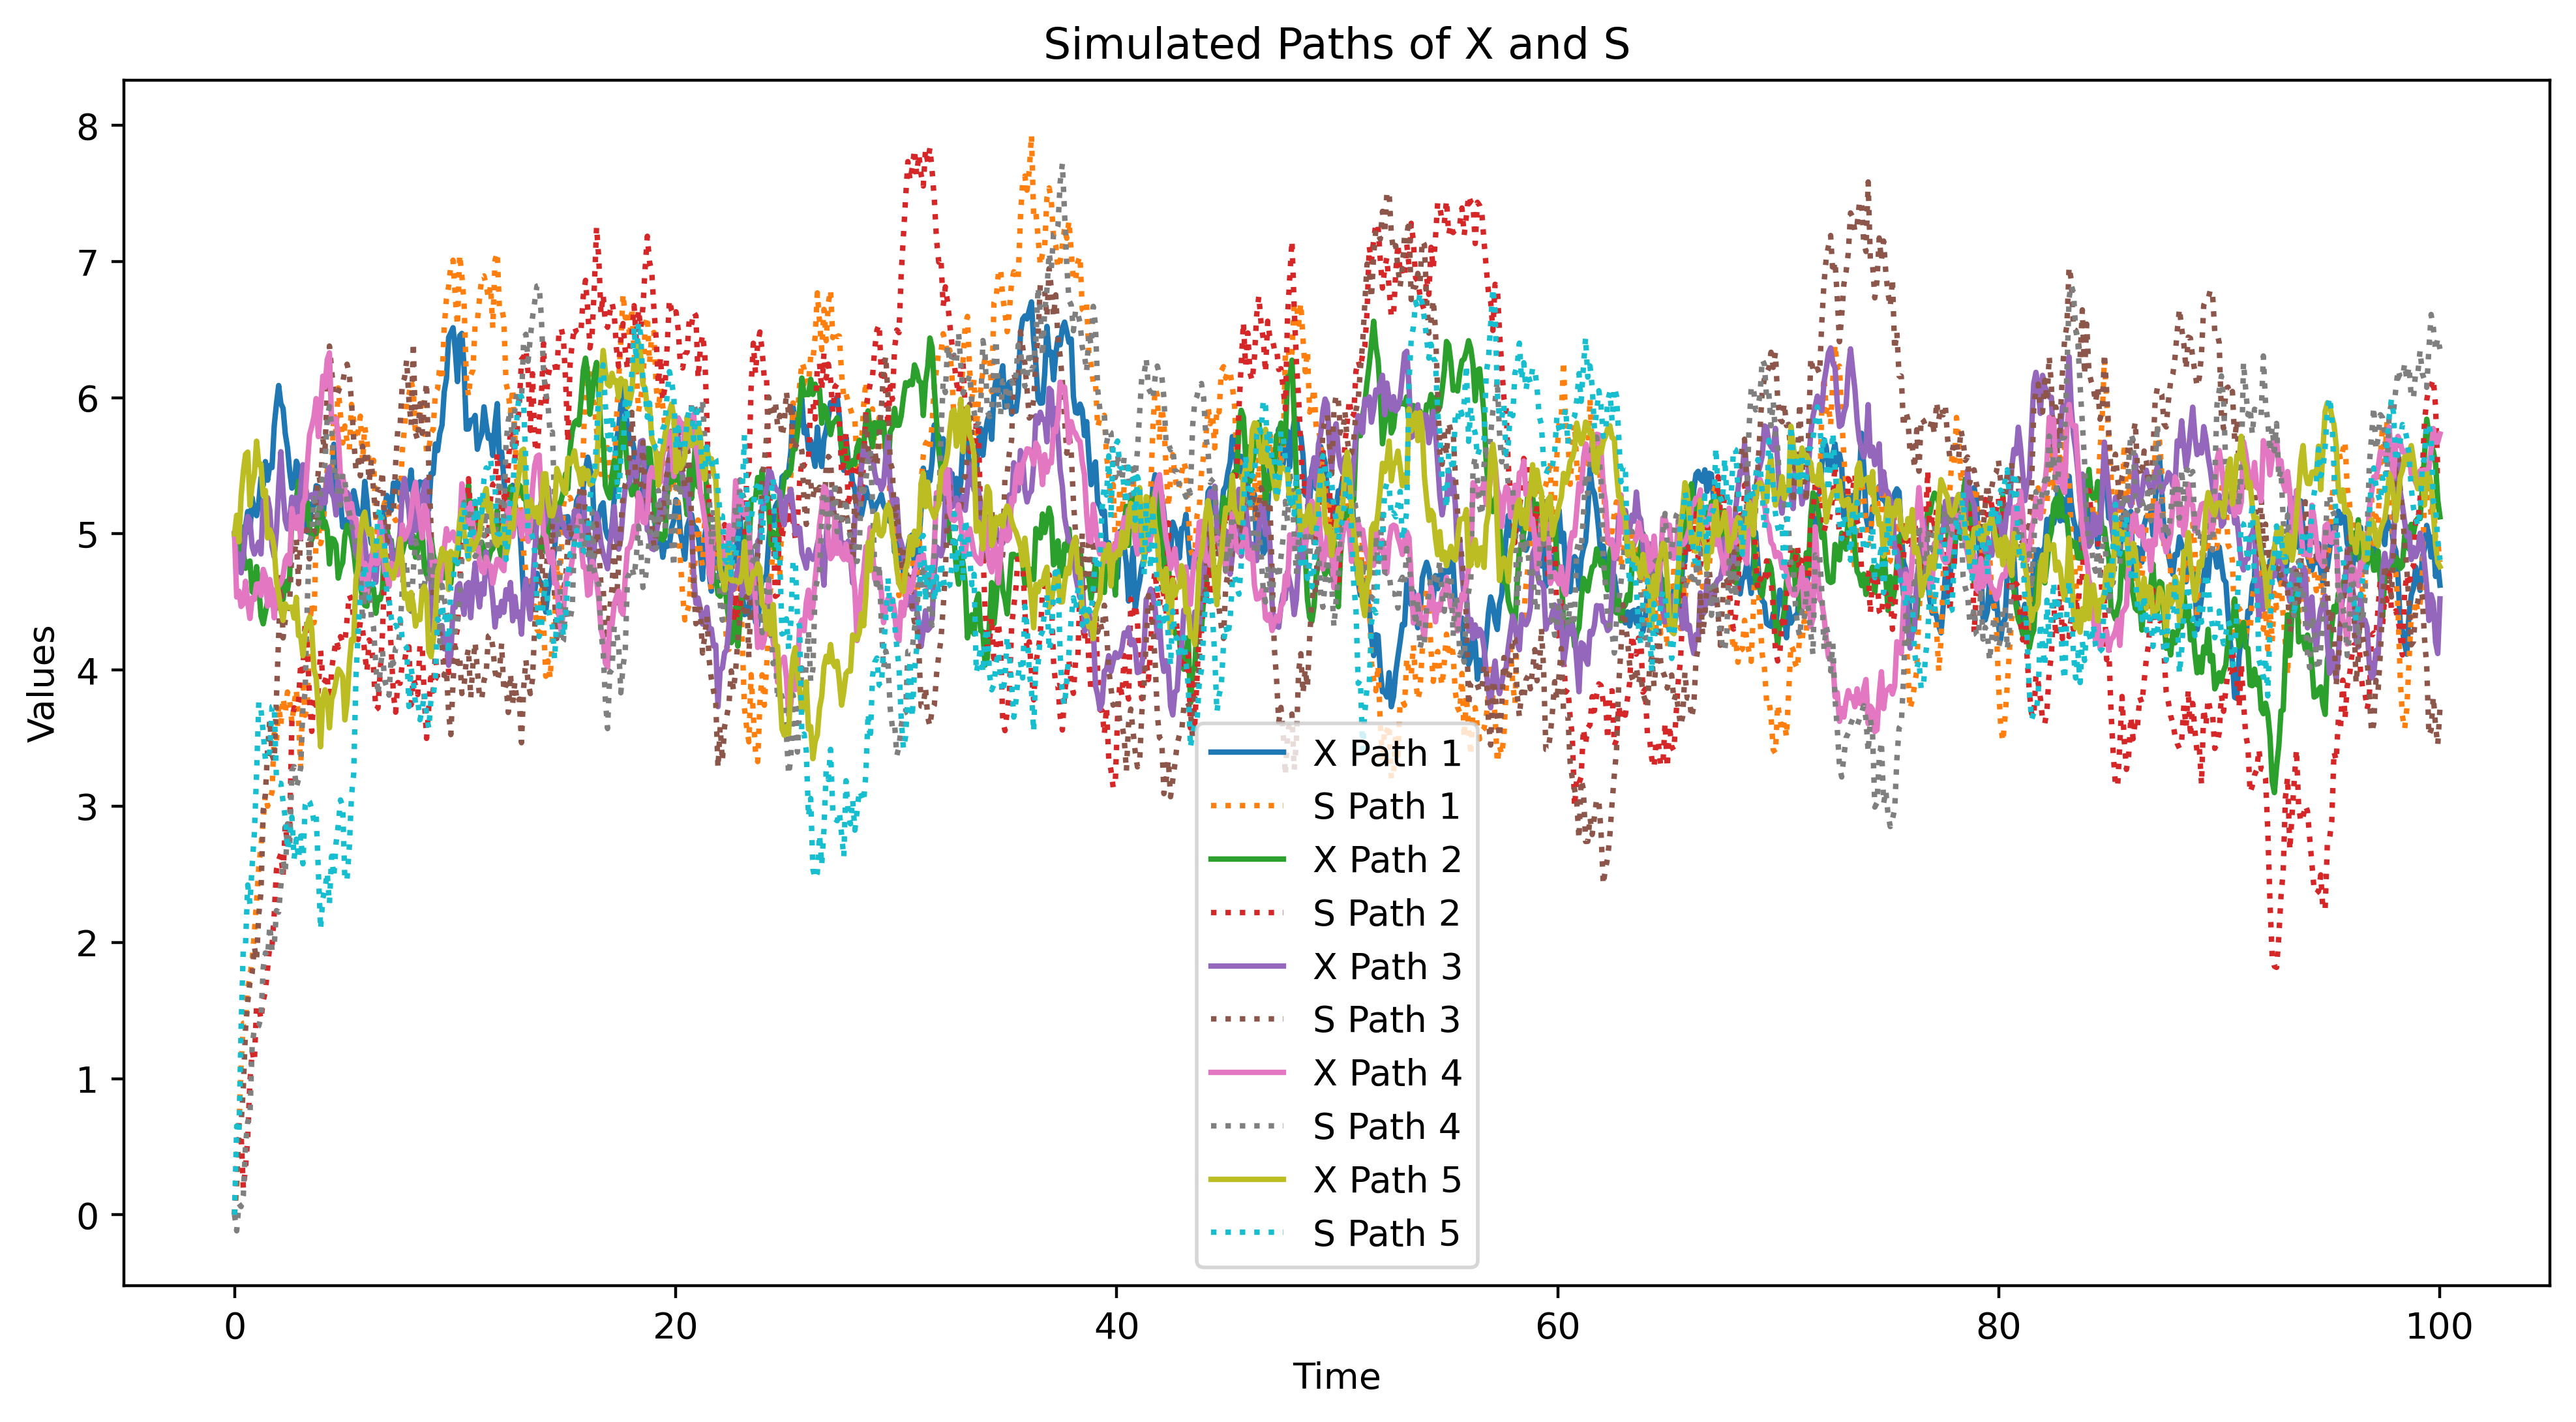 Simulated Paths of X and S
8
7
6
5
4
3
2
1
0
Values
X Path 1
S Path 1
X Path 2
S Path 2
X Path 3
S Path 3
X Path 4
S Path 4
X Path 5
S Path 5
0 20 40 60 80 100
Time